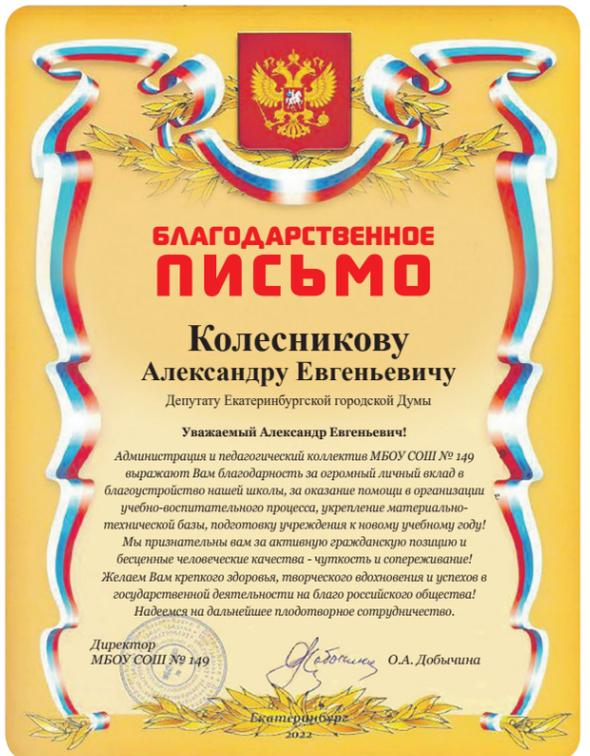 БЛАГОДАРСТВЕННОЕ
ПИСЬМО
Колесникову
Александру Евгеньевичу
Депутату Екатеринбургской городской Думы
Уважаемый Александр Евгеньевич!
Администрация и педагогический коллектив МБОУ СОШ № 149
выражают Вам благодарность за огромный личный вклад в
благоустройство нашей школы, за оказание помощи в организации
учебно-воспитательного процесса, укрепление материально-
технической базы, подготовку учреждения к новому учебному году!
Мы признательны вам за активную гражданскую позицию и
бесценные человеческие качества - чуткость и сопереживание!
Желаем Вам крепкого здоровья, творческого вдохновения и успехов в
государственной деятельности на благо российского общества!
Надеемся на дальнейшее плодотворное сотрудничество.
Директор
МБОУ СОШ № 149
О.А. Добычина
Екатеринбург
2022